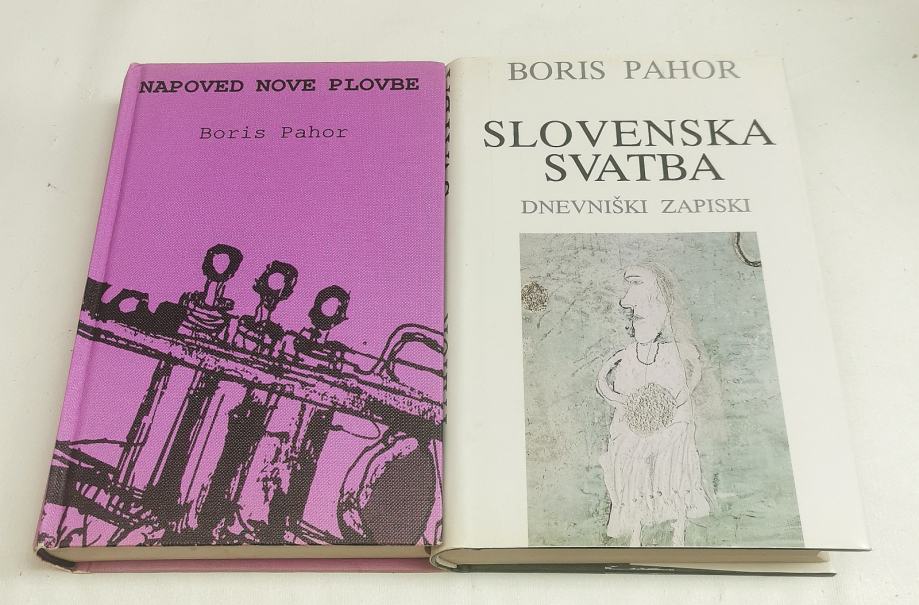 NAPOVED NOVE PLOVBE
Boris Pahor
BORIS PAHOR
SLOVENSKA
SVATBA
DNEVNIŠKI ZAPISKI